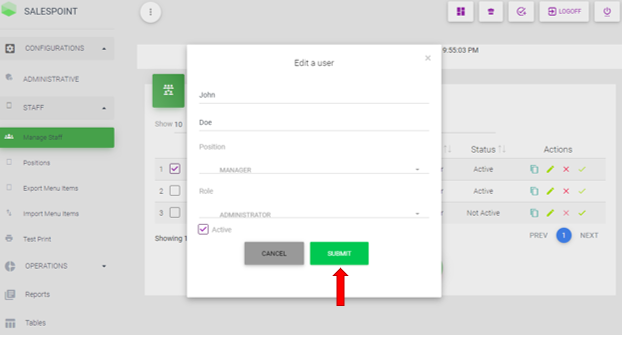 SALESPOINT
LOGOFF
CONFIGURATIONS
ADMINISTRATIVE
STAFF
Manage Staff
Positions
Export Menu Items
Import Menu Items
Test Print
OPERATIONS
Reports
Tables
9:55:03 PM
Show 10
Status Actions
1 Active
2 Active
3 Not Active
Showing 1
PREV 1 NEXT
Edit a user
×
John
Doe
Position
MANAGER
Role
ADMINISTRATOR
Active
CANCEL SUBMIT